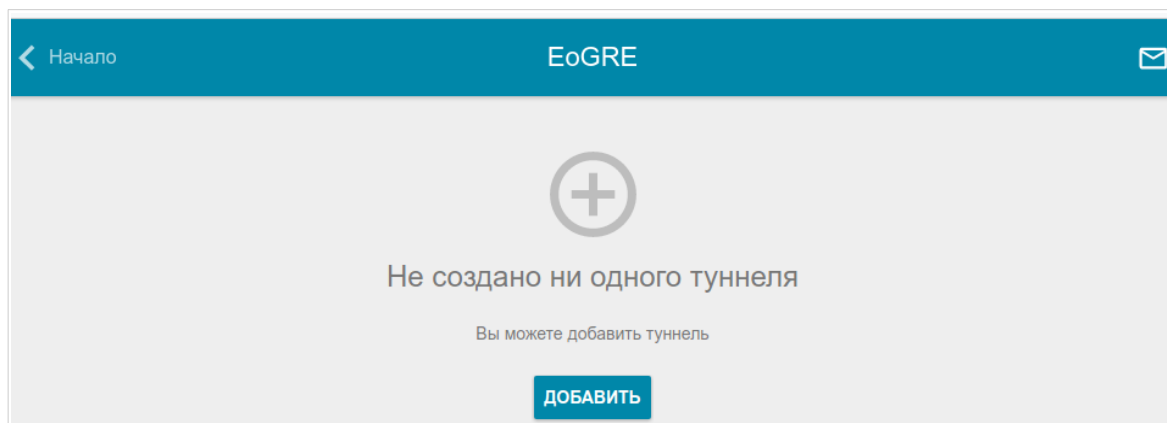 Начало
EoGRE
Не создано ни одного туннеля
Вы можете добавить туннель
ДОБАВИТЬ